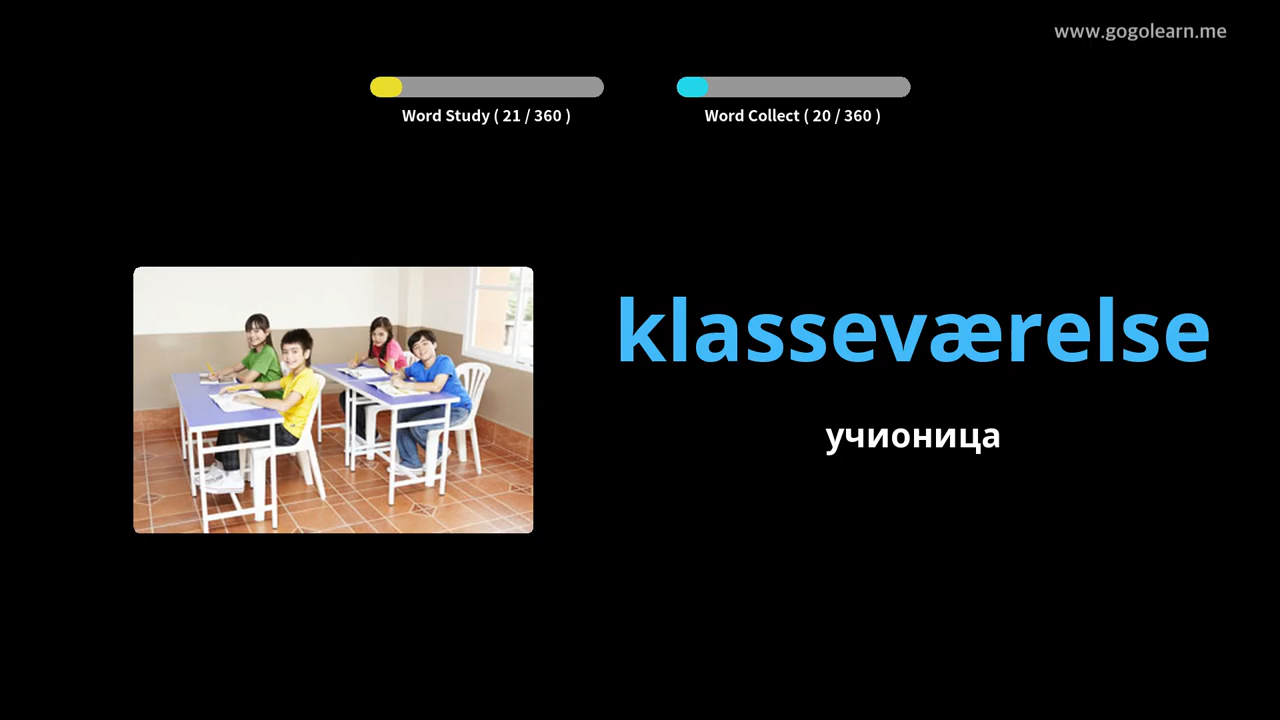 www.gogolearn.me
Word Study ( 21 / 360 )
Word Collect ( 20 / 360 )
klasseværelse
учионица